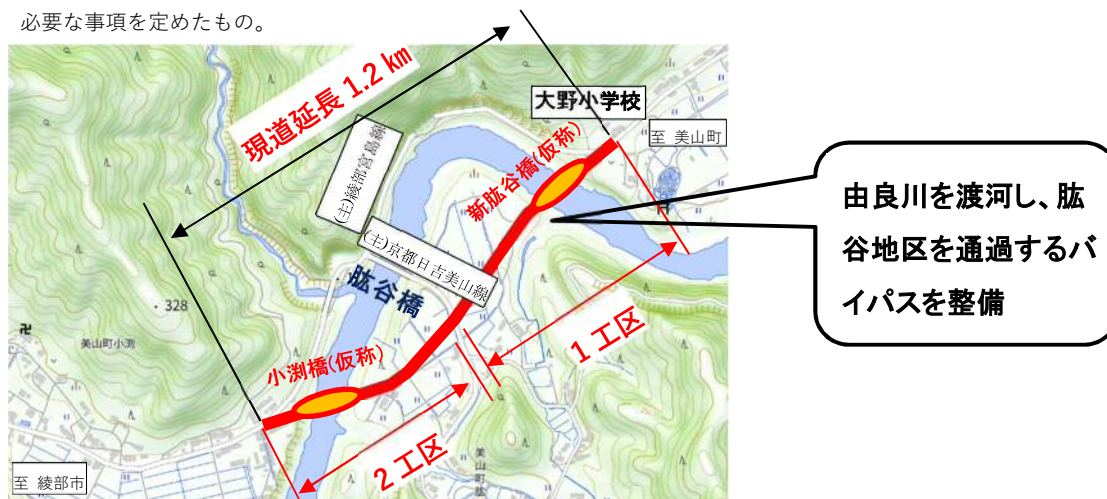 必要な事項を定めたもの。
現道延長 1.2 ㎞
大野小学校
至 美山町
(主)綾部宮島線
新肱谷橋(仮称)
(主)京都日吉美山線
肱谷橋
由良川を渡河し、肱
谷地区を通過するバ
イパスを整備
・328
美山町小渕
小渕橋(仮称)
1 工区
2 工区
美山町肱
至 綾部市